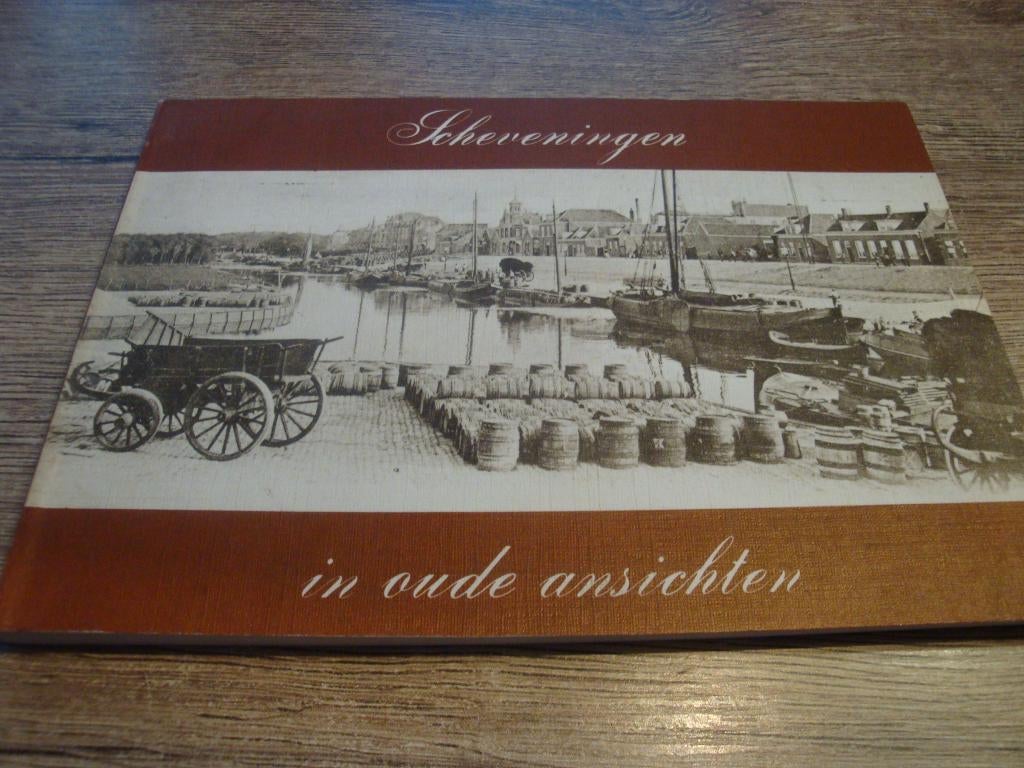 Scheveningen
in oude ansichten